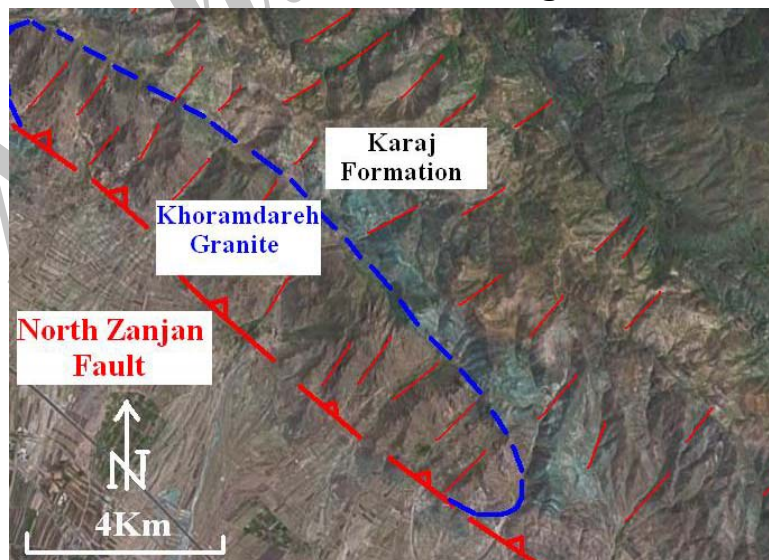 Karaj
Formation
Khoramdareh
Granite
North Zanjan
Fault
N
4Km